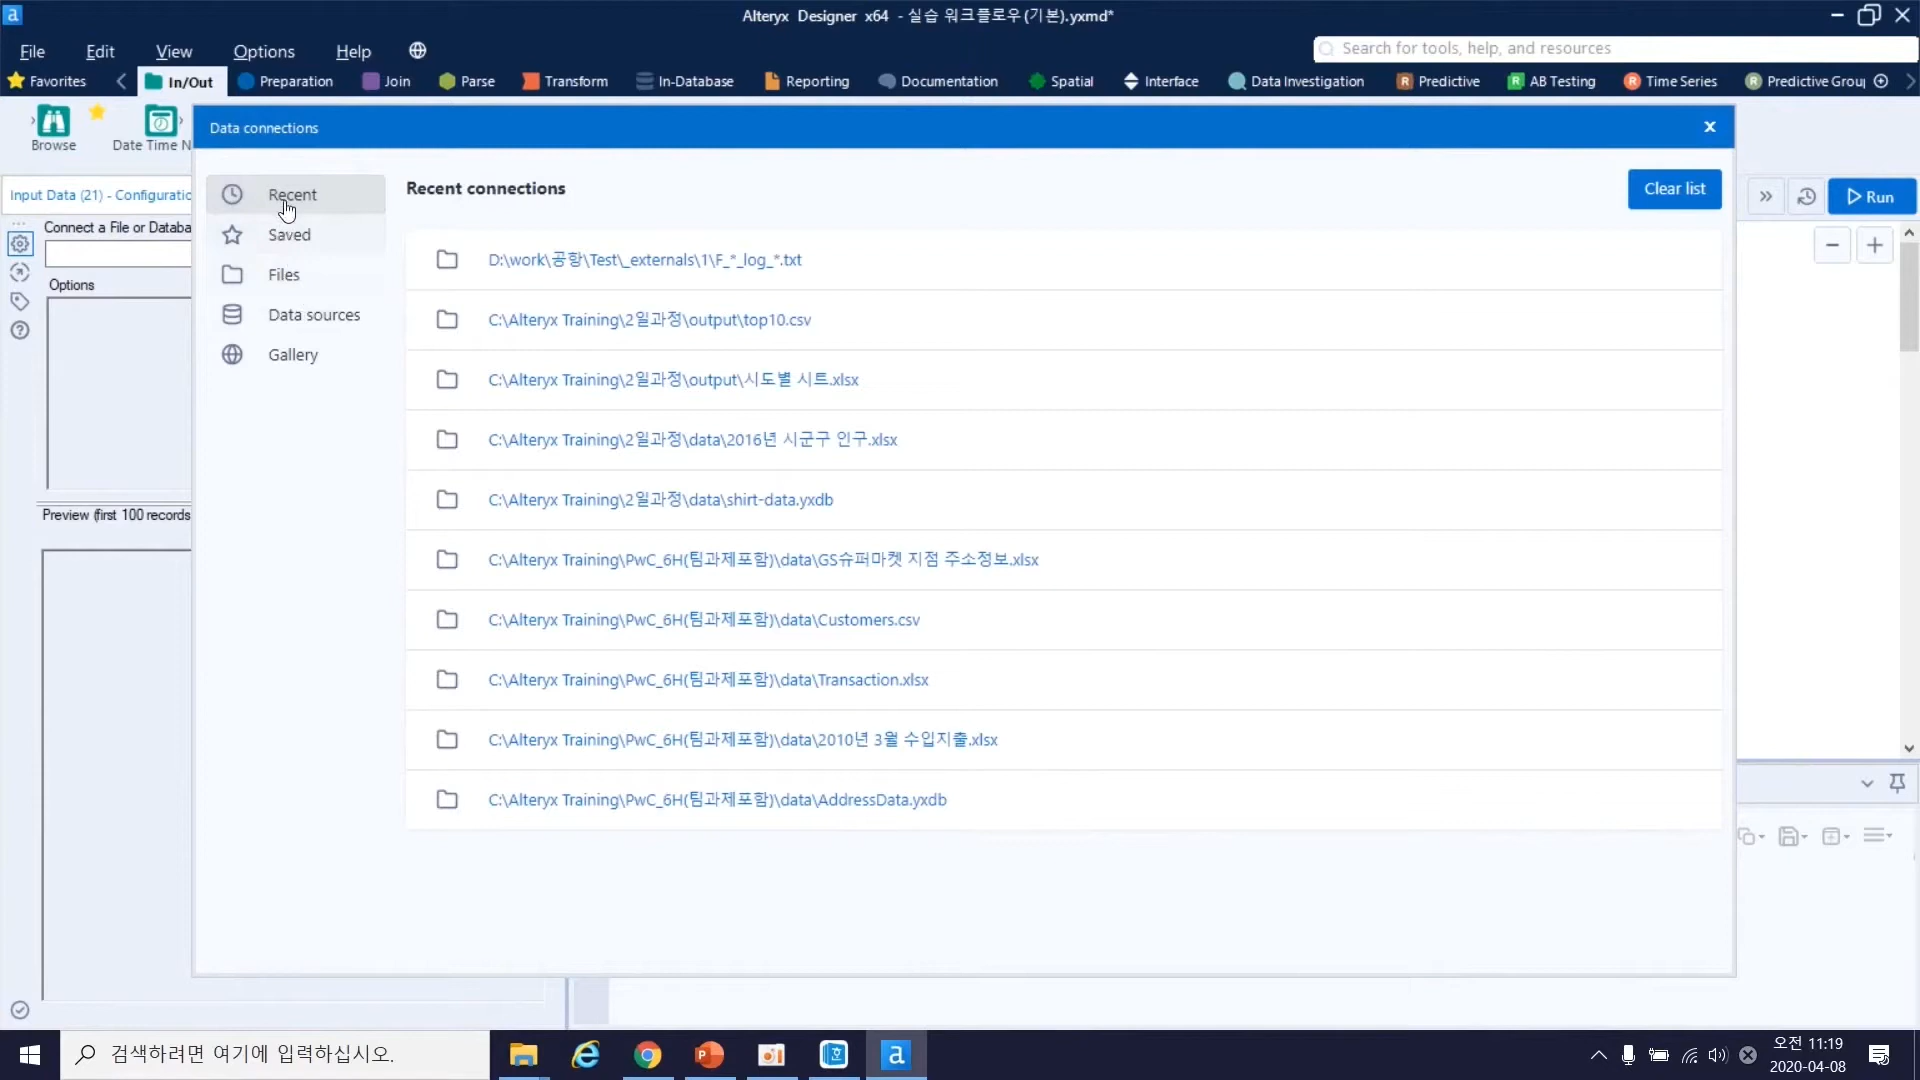 Alteryx Designer x64 - 실습 워크플로우(기본).yxmd*
File Edit View Options Help
Search for tools, help, and resources
Favorites In/Out Preparation Join Parse Transform In-Database Reporting Documentation Spatial Interface Data Investigation Predictive AB Testing Time Series Predictive Grou
Browse
Date Time N
Data connections
Input Data (21) - Configuratio
Connect a File or Databa
Options
Preview (first 100 records
Recent
Saved
Files
Data sources
Gallery
Recent connections
Clear list
Run
D:\work\공항\Test\_externals\1\F_*_log_*.txt
C:\Alteryx Training\2일과정\output\top10.csv
C:\Alteryx Training\2일과정\output\시도별 시트.xlsx
C:\Alteryx Training\2일과정\data\2016년 시군구 인구.xlsx
C:\Alteryx Training\2일과정\data\shirt-data.yxdb
C:\Alteryx Training\PwC_6H(팀과제포함)\data\GS슈퍼마켓 지점 주소정보.xlsx
C:\Alteryx Training\PwC_6H(팀과제포함)\data\Customers.csv
C:\Alteryx Training\PwC_6H(팀과제포함)\data\Transaction.xlsx
C:\Alteryx Training\PwC_6H(팀과제포함)\data\2010년 3월 수입지출.xlsx
C:\Alteryx Training\PwC_6H(팀과제포함)\data\AddressData.yxdb
검색하려면 여기에 입력하십시오.
오전 11:19
2020-04-08